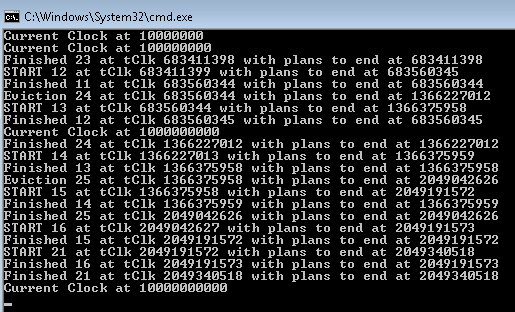 C:\Windows\System32\cmd.exe
Current Clock at 10000000
Current Clock at 10000000
Finished 23 at tClk 683411398 with plans to end at 683411398
START 12 at tClk 683411399 with plans to end at 683560345
Finished 11 at tClk 683560344 with plans to end at 683560344
Eviction 24 at tClk 683560344 with plans to end at 1366227012
START 13 at tClk 683560344 with plans to end at 1366375958
Finished 12 at tClk 683560345 with plans to end at 683560345
Current Clock at 1000000000
Finished 24 at tClk 1366227012 with plans to end at 1366227012
START 14 at tClk 1366227013 with plans to end at 1366375959
Finished 13 at tClk 1366375958 with plans to end at 1366375958
Eviction 25 at tClk 1366375958 with plans to end at 2049042626
START 15 at tClk 1366375958 with plans to end at 2049191572
Finished 14 at tClk 1366375959 with plans to end at 1366375959
Finished 25 at tClk 2049042626 with plans to end at 2049042626
START 16 at tClk 2049042627 with plans to end at 2049191573
Finished 15 at tClk 2049191572 with plans to end at 2049191572
START 21 at tClk 2049191572 with plans to end at 2049340518
Finished 16 at tClk 2049191573 with plans to end at 2049191573
Finished 21 at tClk 2049340518 with plans to end at 2049340518
Current Clock at 10000000000